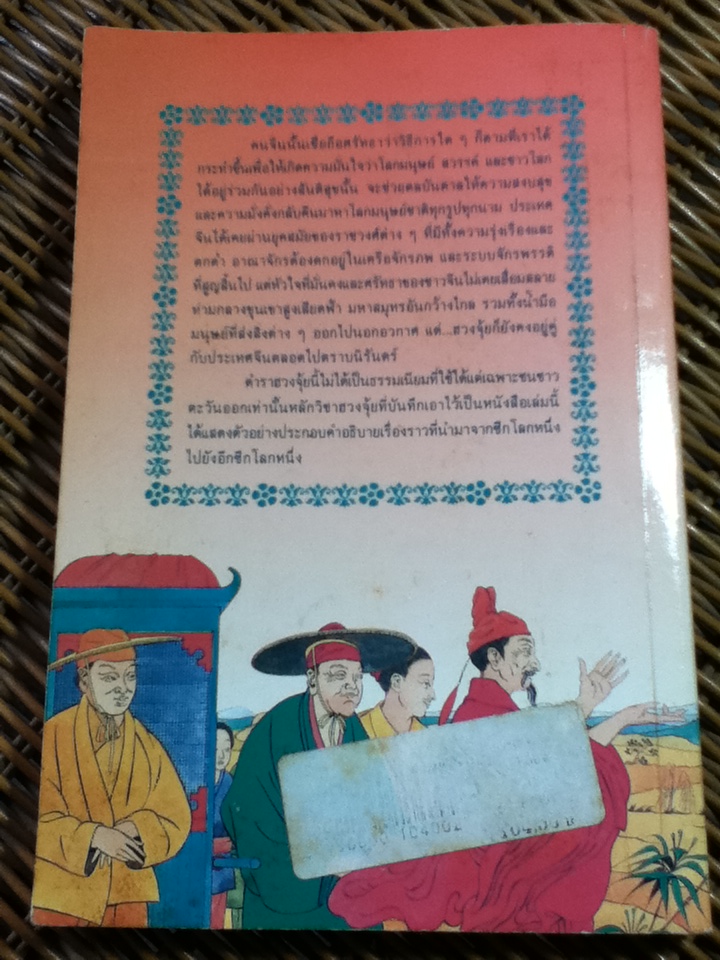 คนจีนนั้นเชื่อถือศรัทธาว่าวิธีการใด ๆ ก็ตามที่เราได้
กระทำขึ้นเพื่อให้เกิดความมั่นใจว่าโลกมนุษย์ สวรรค์ และชาวโลก
ได้อยู่ร่วมกันอย่างสันติสุขนั้น จะช่วยดลบันดาลให้ความสงบสุข
และความมั่งคั่งกลับคืนมาหาโลกมนุษย์ชาติทุกรูปทุกนาม ประเทศ
จีนได้เคยผ่านยุคสมัยของราชวงศ์ต่าง ๆ ที่มีทั้งความรุ่งเรืองและ
ตกต่ำ อาณาจักรต้องตกอยู่ในเครือจักรภพ และระบบจักรพรรดิ
ที่สูญสิ้นไป แต่หัวใจที่มั่นคงและศรัทธาของชาวจีนไม่เคยเสื่อมสลาย
ท่ามกลางขุนเขาสูงเสียดฟ้า มหาสมุทรอันกว้างไกล รวมทั้งน้ำมือ
มนุษย์ที่ส่งสิ่งต่าง ๆ ออกไปนอกอวกาศ แต่...ฮวงจุ้ยก็ยังคงอยู่คู่
กับประเทศจีนตลอดไปตราบนิรันดร์
ตำราฮวงจุ้ยนี้ไม่ได้เป็นธรรมเนียมที่ใช้ได้แต่เฉพาะชนชาว
ตะวันออกเท่านั้นหลักวิชาฮวงจุ้ยที่บันทึกเอาไว้เป็นหนังสือเล่มนี้
ได้แสดงตัวอย่างประกอบคำอธิบายเรื่องราวที่นำมาจากซีกโลกหนึ่ง
ไปยังอีกซีกโลกหนึ่ง